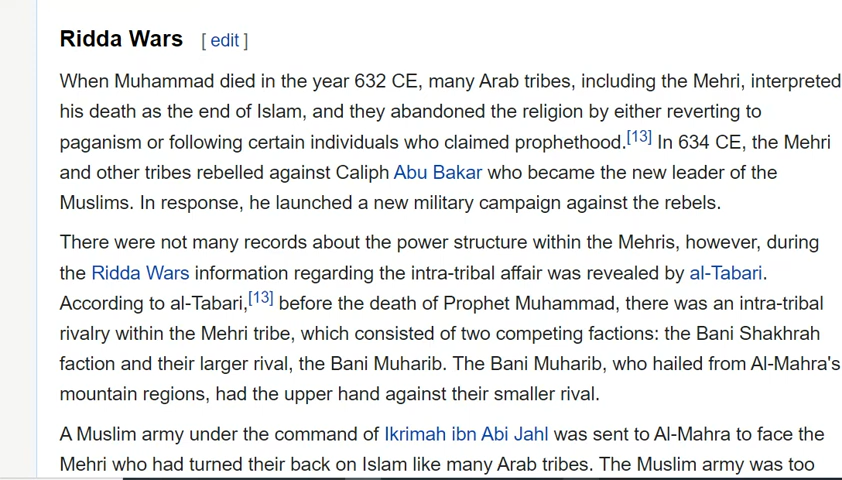 Ridda Wars [ edit ]
When Muhammad died in the year 632 CE, many Arab tribes, including the Mehri, interpreted
his death as the end of Islam, and they abandoned the religion by either reverting to
paganism or following certain individuals who claimed prophethood.[13] In 634 CE, the Mehri
and other tribes rebelled against Caliph Abu Bakar who became the new leader of the
Muslims. In response, he launched a new military campaign against the rebels.
There were not many records about the power structure within the Mehris, however, during
the Ridda Wars information regarding the intra-tribal affair was revealed by al-Tabari.
According to al-Tabari,[13] before the death of Prophet Muhammad, there was an intra-tribal
rivalry within the Mehri tribe, which consisted of two competing factions: the Bani Shakhrah
faction and their larger rival, the Bani Muharib. The Bani Muharib, who hailed from Al-Mahra's
mountain regions, had the upper hand against their smaller rival.
A Muslim army under the command of Ikrimah ibn Abi Jahl was sent to Al-Mahra to face the
Mehri who had turned their back on Islam like many Arab tribes. The Muslim army was too